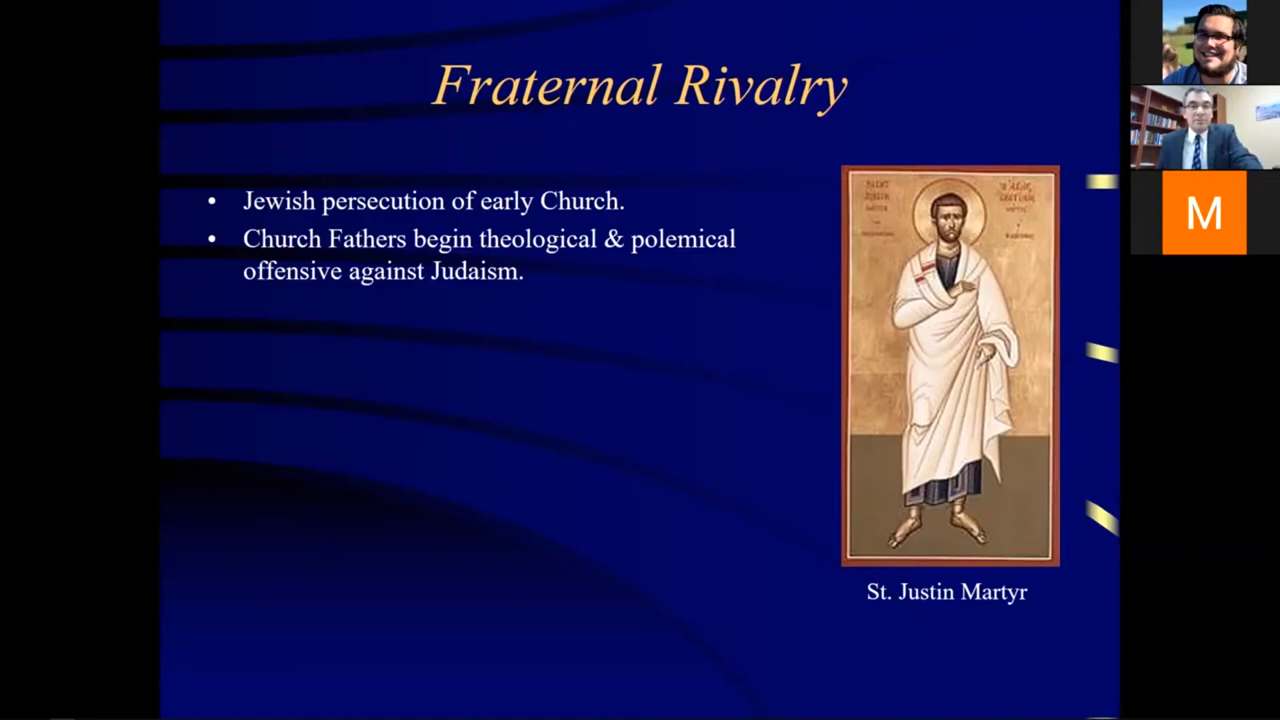 Fraternal Rivalry
• Jewish persecution of early Church.
• Church Fathers begin theological & polemical
offensive against Judaism.
St. Justin Martyr
M